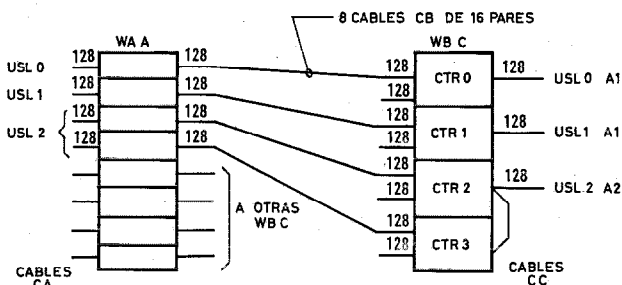 8 CABLES CB DE 16 PARES
WA A
WB C
128 128
USL 0
128 128
USL 1
128 128
USL 2
128 128
A OTRAS
WB C
CABLES
CA
128 CTR 0 128 USL 0 A1
128
128 CTR 1 128 USL 1 A1
128
128 CTR 2 128 USL.2 A2
128
128 CTR 3
128
CABLES
CC